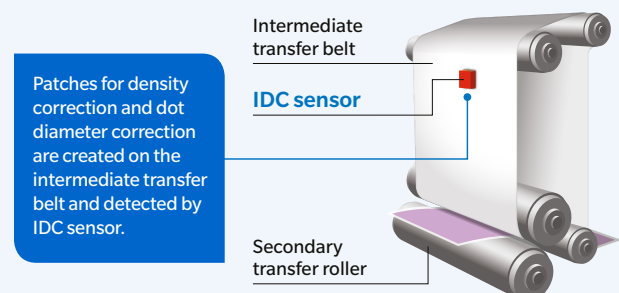 Intermediate
transfer belt
IDC sensor
Patches for density
correction and dot
diameter correction
are created on the
intermediate transfer
belt and detected by
IDC sensor.
Secondary
transfer roller